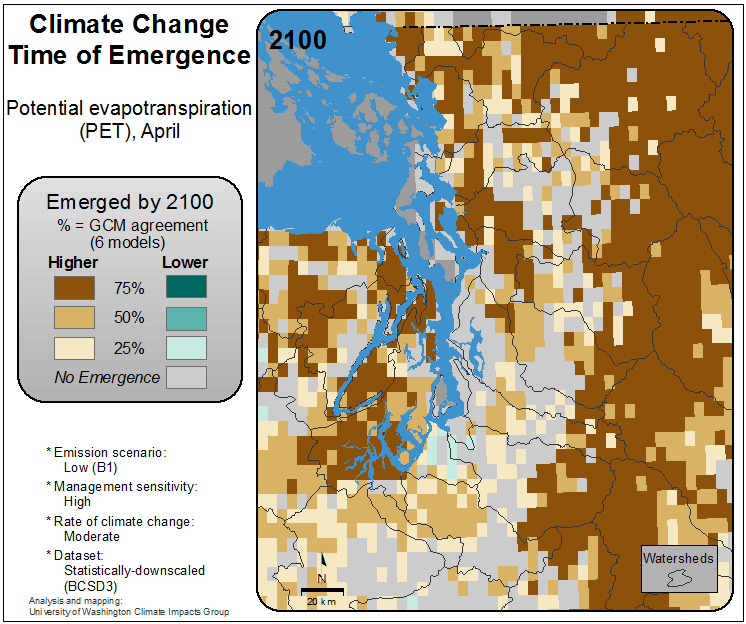 Climate Change
Time of Emergence
Potential evapotranspiration
(PET), April
Emerged by 2100
% = GCM agreement
(6 models)
Higher Lower
75%
50%
25%
No Emergence
* Emission scenario:
Low (B1)
* Management sensitivity:
High
* Rate of climate change:
Moderate
* Dataset:
Statistically-downscaled
(BCSD3)
Analysis and mapping:
University of Washington Climate Impacts Group
2100
N
20 km
Watersheds